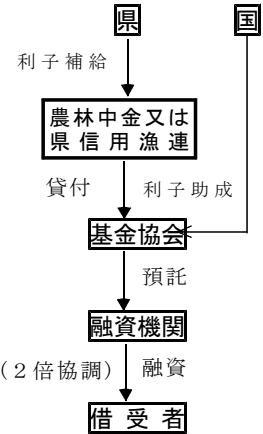 県 国
利子補給
農林中金又は
県信用漁連
貸付 利子助成
基金協会
預託
融資機関
(２倍協調) 融資
借受者